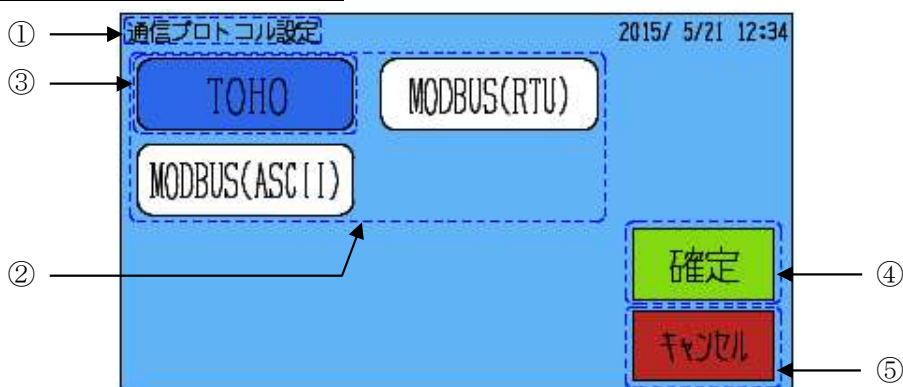 ① 通信プロトコル設定 2015/ 5/21 12:34
③ TOHO MODBUS(RTU)
MODBUS(ASCII)
② 確定 ④
キャンセル ⑤